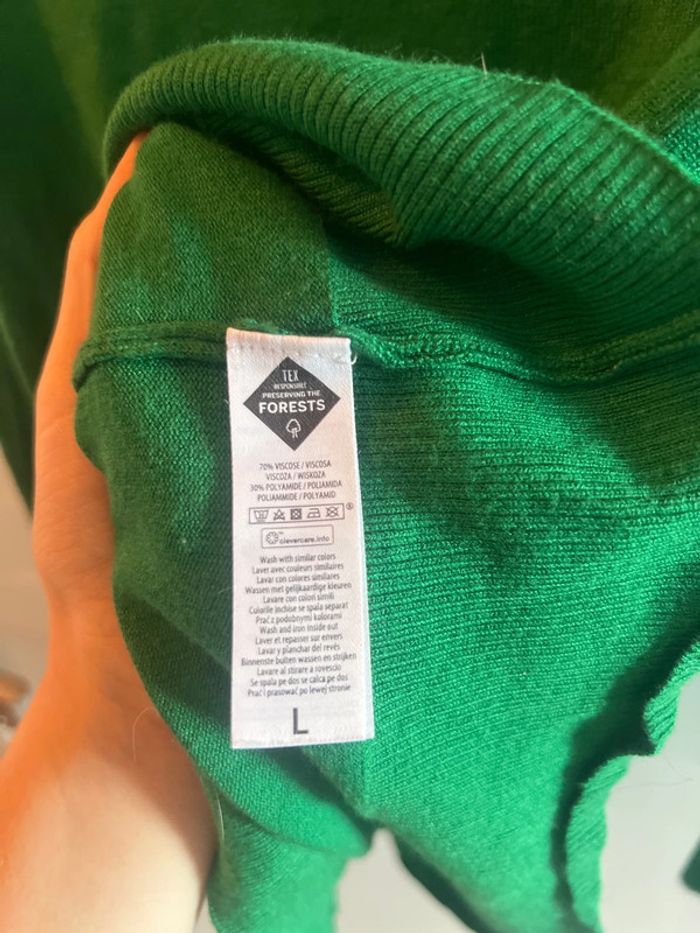 TEX
RESPONSIBLE
PRESERVING THE
FORESTS
70% VISCOSE / VISCOSA
VISCOZA / WISKOZA
30% POLYAMIDE / POLIAMIDA
POLIAMMIDE / POLYAMID
clevercare.info
Wash with similar colors
Laver avec couleurs similaires
Lavar con colores similares
Wassen met gelijkaardige kleuren
Lavare con colori simili
Culorile inchise se spala separat
Prać z podobnymi kolorami
Wash and iron inside out
Laver et repasser sur envers
Lavar y planchar del revés
Binnenste buiten wassen en strijken
Lavare al stirare a rovescio
Se spala pe dos se calca pe dos
Prać i prasować po lewej stronie
L